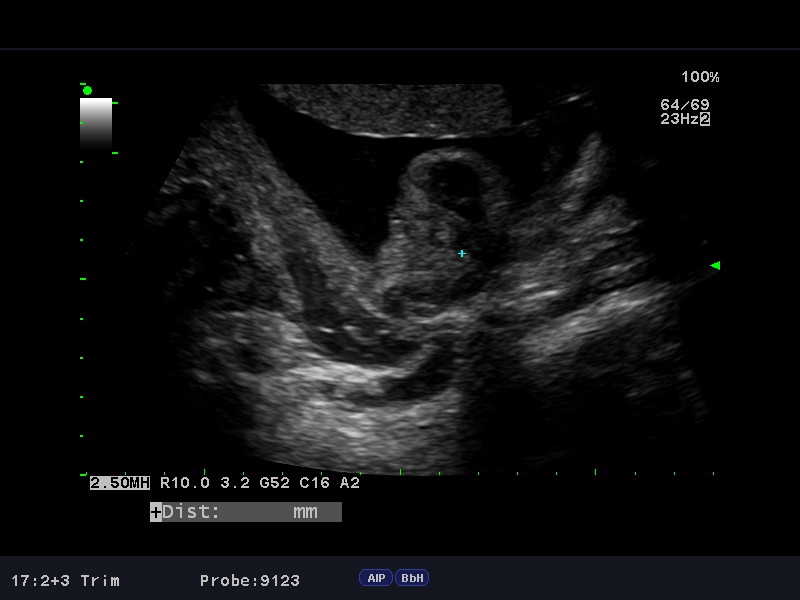 100%
64/69
23Hz2
2.50MH R10.0 3.2 G52 C16 A2
+Dist: mm
17:2+3 Trim Probe:9123 AIP BbH